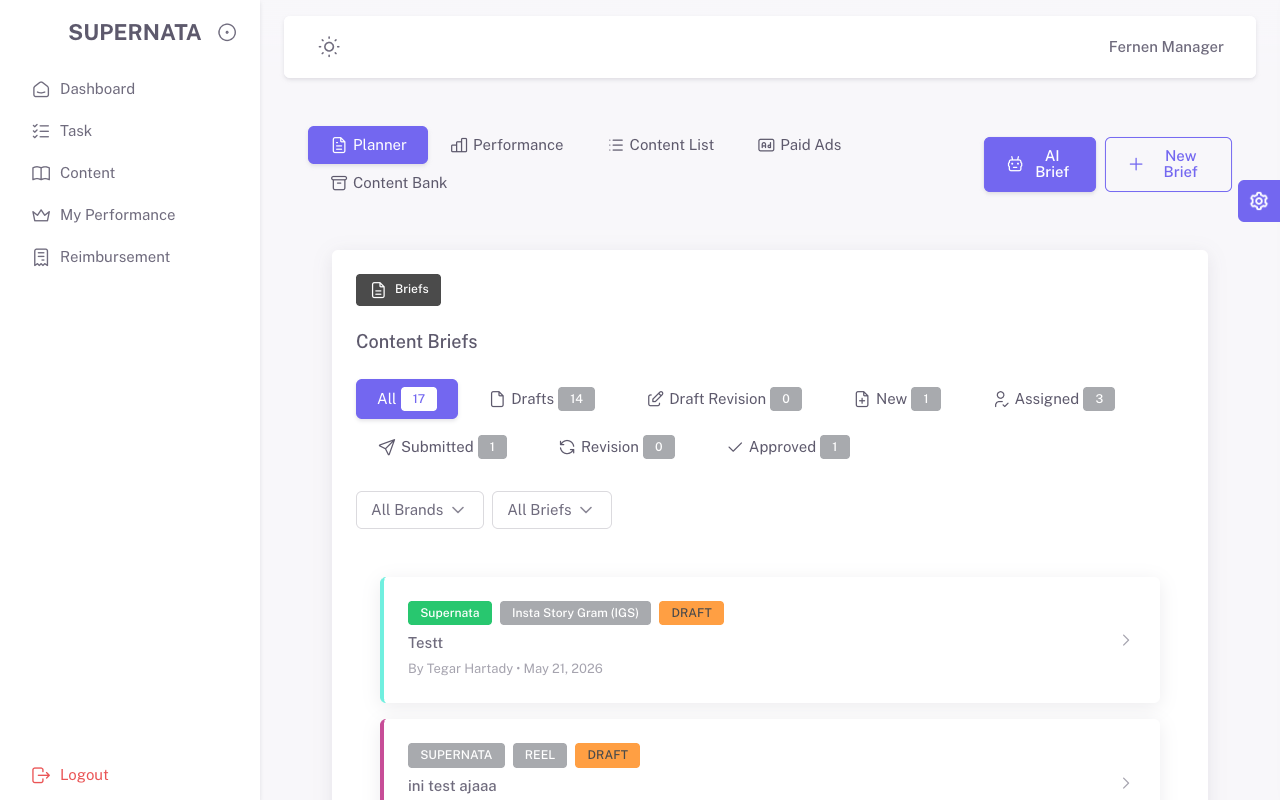 SUPERNATA
Dashboard
Task
Content
My Performance
Reimbursement
Logout
Fernen Manager
Planner
Performance
Content List
Paid Ads
Content Bank
AI Brief
New Brief
Briefs
Content Briefs
All 17
Drafts 14
Draft Revision 0
New 1
Assigned 3
Submitted 1
Revision 0
Approved 1
All Brands
All Briefs
Supernata Insta Story Gram (IGS) DRAFT
Testt
By Tegar Hartady • May 21, 2026
SUPERNATA REEL DRAFT
ini test ajaaa